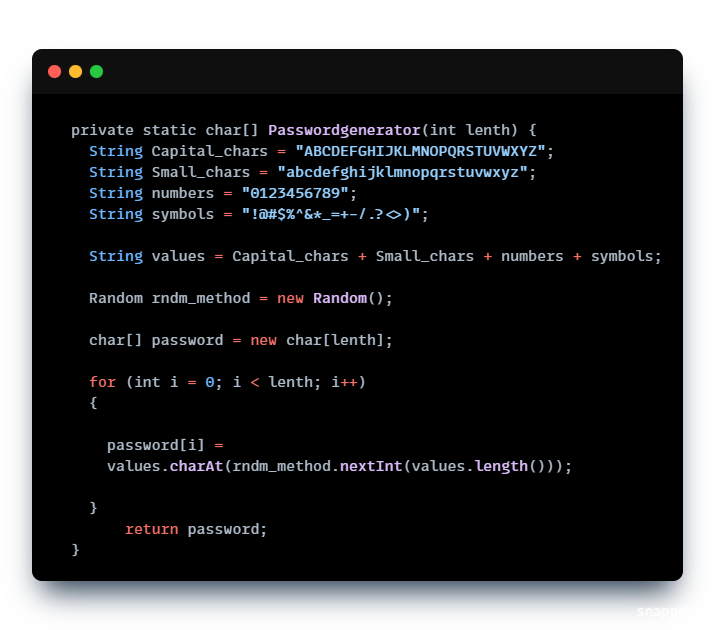 private static char[] Passwordgenerator(int lenth) {
String Capital_chars = "ABCDEFGHIJKLMNOPQRSTUVWXYZ";
String Small_chars = "abcdefghijklmnopqrstuvwxyz";
String numbers = "0123456789";
String symbols = "!@#$%^&*_=+-/.?<>)";
String values = Capital_chars + Small_chars + numbers + symbols;
Random rndm_method = new Random();
char[] password = new char[lenth];
for (int i = 0; i < lenth; i++)
{
password[i] =
values.charAt(rndm_method.nextInt(values.length()));
}
return password;
}